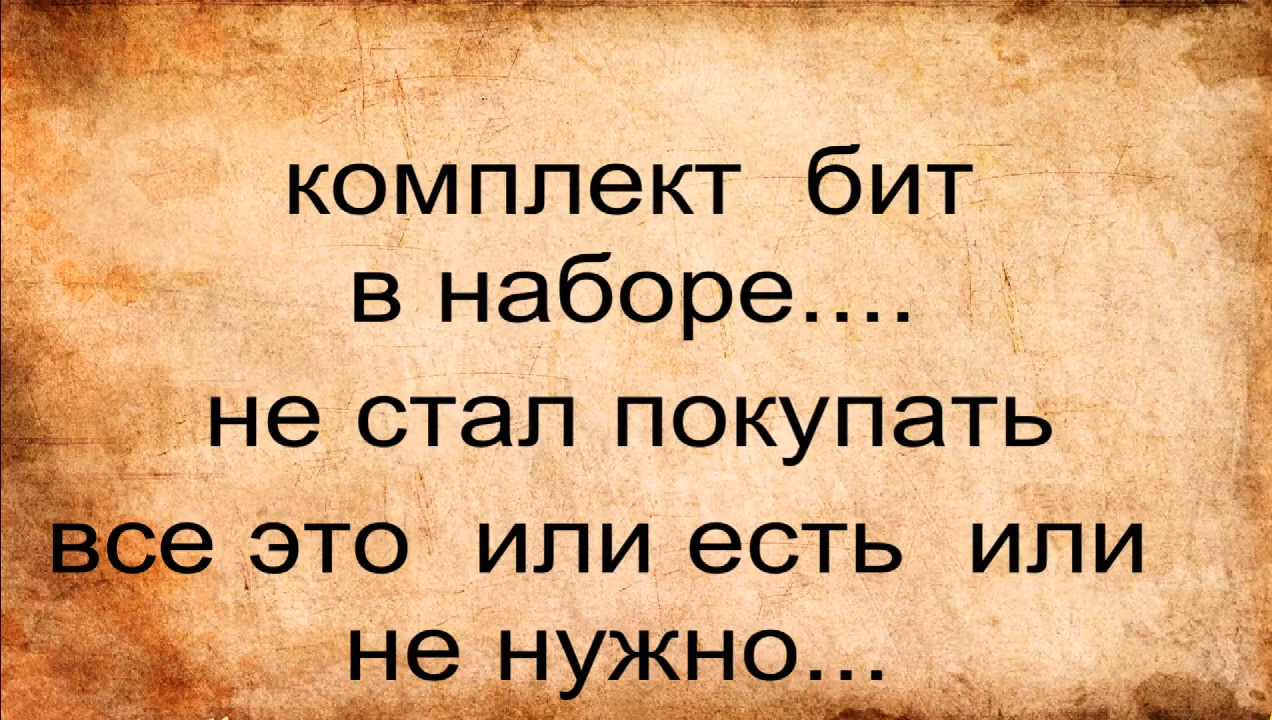 комплект бит
в наборе....
не стал покупать
все это или есть или
не нужно...